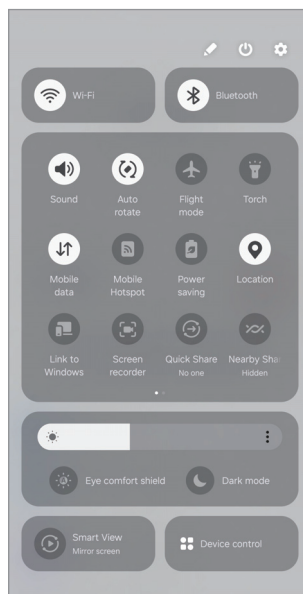 Wi-Fi
Bluetooth
Sound
Auto
rotate
Flight
mode
Torch
Mobile
data
Mobile
Hotspot
Power
saving
Location
Link to
Windows
Screen
recorder
Quick Share
No one
Nearby Sha
Hidden
Eye comfort shield
Dark mode
Smart View
Mirror screen
Device control